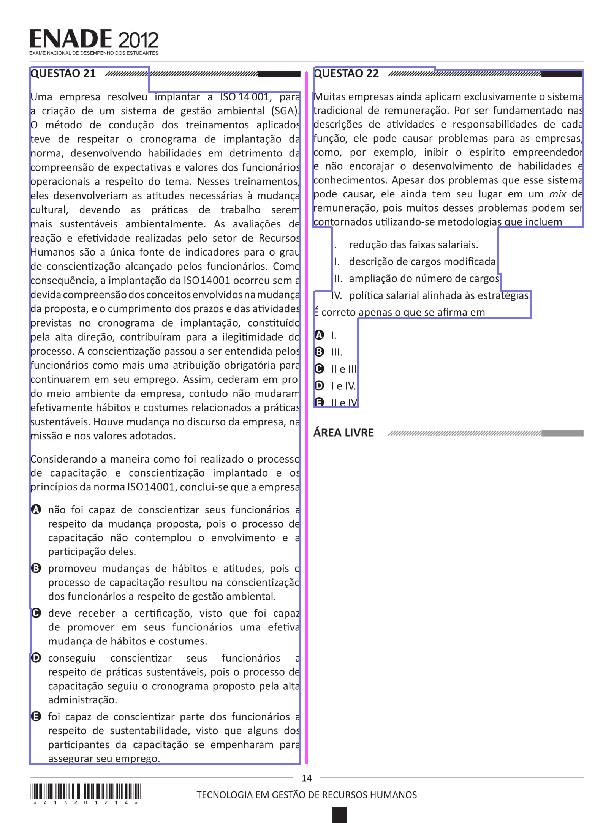 ENADE 2012
EXAME NACIONAL DE DESEMPENHO DOS ESTUDANTES
QUESTÃO 21
Uma empresa resolveu implantar a ISO 14 001, para
a criação de um sistema de gestão ambiental (SGA).
O método de condução dos treinamentos aplicados
teve de respeitar o cronograma de implantação da
norma, desenvolvendo habilidades em detrimento da
compreensão de expectativas e valores dos funcionários
operacionais a respeito do tema. Nesses treinamentos,
eles desenvolveriam as atitudes necessárias à mudança
cultural, devendo as práticas de trabalho serem
mais sustentáveis ambientalmente. As avaliações de
reação e efetividade realizadas pelo setor de Recursos
Humanos são a única fonte de indicadores para o grau
de conscientização alcançado pelos funcionários. Como
consequência, a implantação da ISO14001 ocorreu sem a
devida compreensão dos conceitos envolvidos na mudança
da proposta, e o cumprimento dos prazos e das atividades
previstas no cronograma de implantação, constituído
pela alta direção, contribuíram para a ilegitimidade do
processo. A conscientização passou a ser entendida pelos
funcionários como mais uma atribuição obrigatória para
continuarem em seu emprego. Assim, cederam em pro
do meio ambiente da empresa, contudo não mudaram
efetivamente hábitos e costumes relacionados a práticas
sustentáveis. Houve mudança no discurso da empresa, na
missão e nos valores adotados.
Considerando a maneira como foi realizado o processo
de capacitação e conscientização implantado e os
princípios da norma ISO14001, conclui-se que a empresa
A não foi capaz de conscientizar seus funcionários a
respeito da mudança proposta, pois o processo de
capacitação não contemplou o envolvimento e a
participação deles.
B promoveu mudanças de hábitos e atitudes, pois o
processo de capacitação resultou na conscientização
dos funcionários a respeito de gestão ambiental.
C deve receber a certificação, visto que foi capaz
de promover em seus funcionários uma efetiva
mudança de hábitos e costumes.
D conseguiu conscientizar seus funcionários a
respeito de práticas sustentáveis, pois o processo de
capacitação seguiu o cronograma proposto pela alta
administração.
E foi capaz de conscientizar parte dos funcionários a
respeito de sustentabilidade, visto que alguns dos
participantes da capacitação se empenharam para
assegurar seu emprego.
QUESTÃO 22
Muitas empresas ainda aplicam exclusivamente o sistema
tradicional de remuneração. Por ser fundamentado nas
descrições de atividades e responsabilidades de cada
função, ele pode causar problemas para as empresas,
como, por exemplo, inibir o espírito empreendedor
e não encorajar o desenvolvimento de habilidades e
conhecimentos. Apesar dos problemas que esse sistema
pode causar, ele ainda tem seu lugar em um mix de
remuneração, pois muitos desses problemas podem ser
contornados utilizando-se metodologias que incluem
I. redução das faixas salariais.
II. descrição de cargos modificada.
III. ampliação do número de cargos.
IV. política salarial alinhada às estratégias.
É correto apenas o que se afirma em
A I.
B III.
C II e III.
D I e IV.
E II e IV.
ÁREA LIVRE
14
TECNOLOGIA EM GESTÃO DE RECURSOS HUMANOS